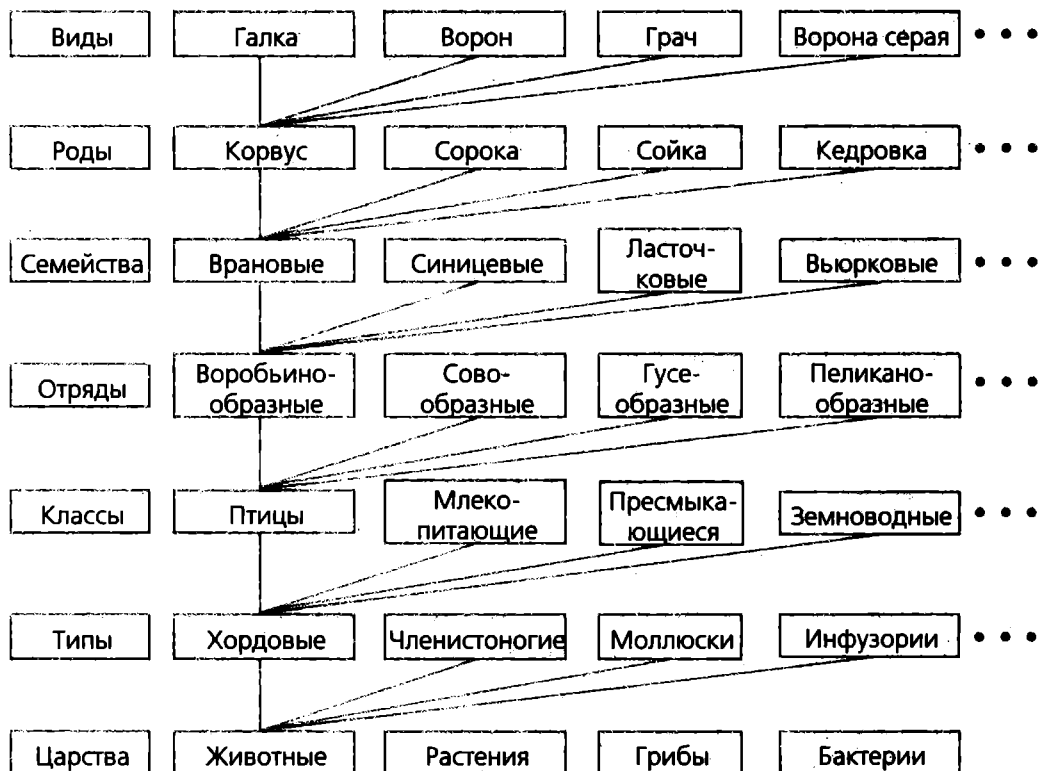 Виды Галка Ворон Грач Ворона серая
Роды Корвус Сорока Сойка Кедровка
Семейства Врановые Синицевые Ласточ-
ковые Вьюрковые
Отряды Воробьино-
образные Сово-
образные Гусе-
образные Пеликано-
образные
Классы Птицы Млеко-
питающие Пресмыка-
ющиеся Земноводные
Типы Хордовые Членистоногие Моллюски Инфузории
Царства Животные Растения Грибы Бактерии